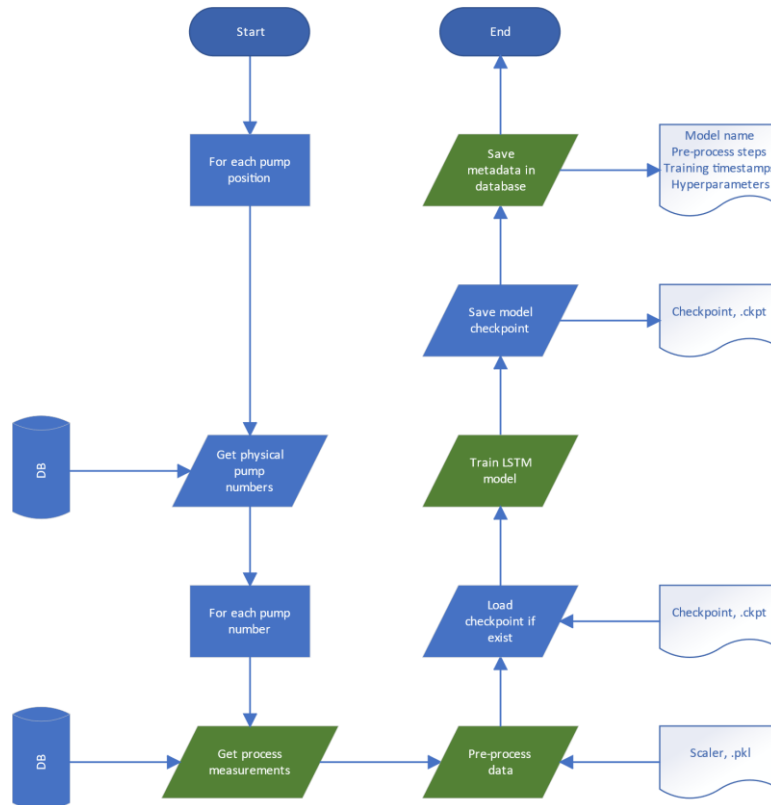 Start
End
For each pump
position
Save
metadata in
database
Model name
Pre-process steps
Training timestamps
Hyperparameters
Save model
checkpoint
Checkpoint, .ckpt
DB
Get physical
pump
numbers
Train LSTM
model
For each pump
number
Load
checkpoint if
exist
Checkpoint, .ckpt
DB
Get process
measurements
Pre-process
data
Scaler, .pkl